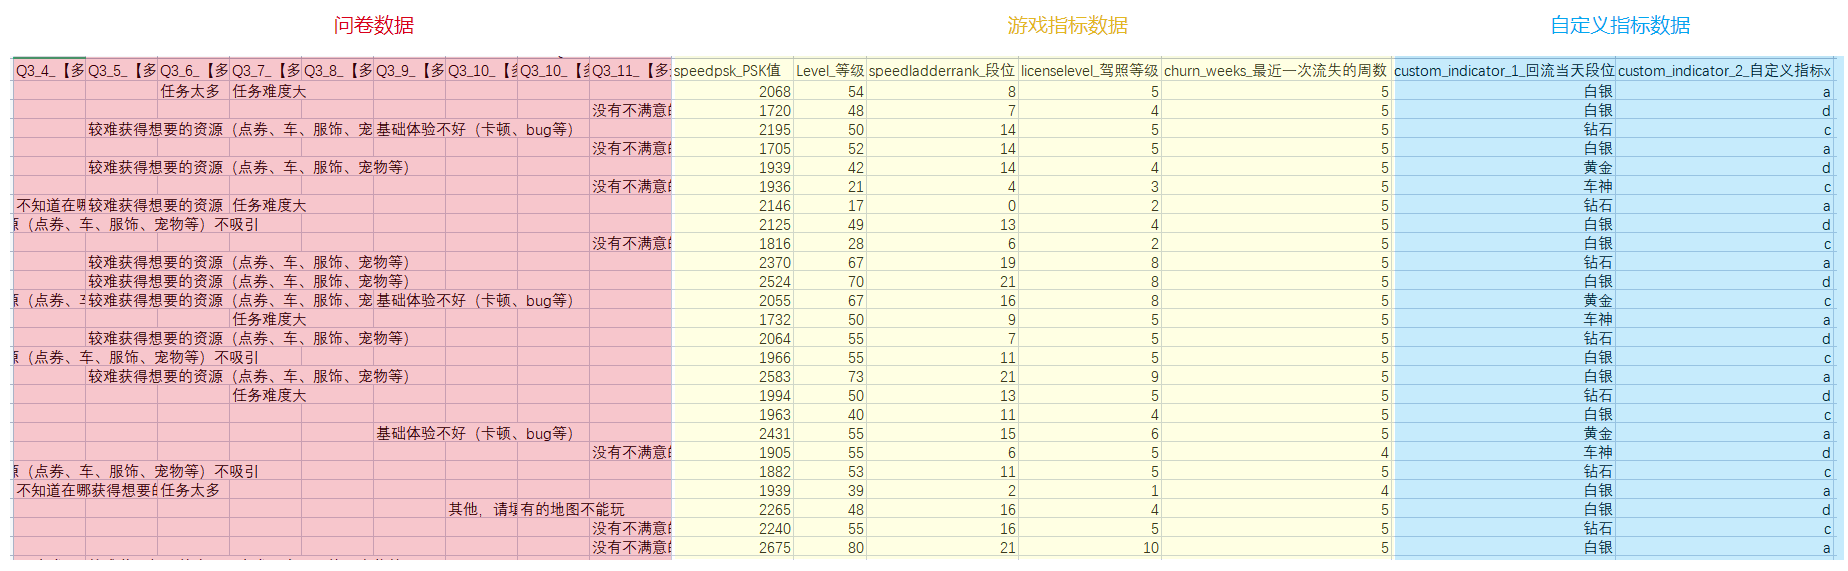 问卷数据 游戏指标数据 自定义指标数据
Q3_4_【多 Q3_5_【多 Q3_6_【多 Q3_7_【多 Q3_8_【多 Q3_9_【多 Q3_10_【多 Q3_10_【多 Q3_11_【多 speedpsk_PSK值 Level_等级 speedladderrank_段位 licenselevel_驾照等级 churn_weeks_最近一次流失的周数 custom_indicator_1_回流当天段位 custom_indicator_2_自定义指标x
任务太多 任务难度大 2068 54 8 5 5 白银 a
没有不满意的 1720 48 7 4 5 白银 d
较难获得想要的资源（点券、车、服饰、宠 基础体验不好（卡顿、bug等） 2195 50 14 5 5 钻石 c
没有不满意的 1705 52 14 5 5 白银 a
较难获得想要的资源（点券、车、服饰、宠物等） 1939 42 14 4 5 黄金 d
没有不满意的 1936 21 4 3 5 车神 c
不知道在哪 较难获得想要的资源 任务难度大 2146 17 0 2 5 钻石 a
源（点券、车、服饰、宠物等）不吸引 2125 49 13 4 5 白银 d
没有不满意的 1816 28 6 2 5 白银 c
较难获得想要的资源（点券、车、服饰、宠物等） 2370 67 19 8 5 钻石 a
较难获得想要的资源（点券、车、服饰、宠物等） 2524 70 21 8 5 白银 d
源（点券、车 较难获得想要的资源（点券、车、服饰、宠 基础体验不好（卡顿、bug等） 2055 67 16 8 5 黄金 c
任务难度大 1732 50 9 5 5 车神 a
较难获得想要的资源（点券、车、服饰、宠物等） 2064 55 7 5 5 钻石 d
源（点券、车、服饰、宠物等）不吸引 1966 55 11 5 5 白银 c
较难获得想要的资源（点券、车、服饰、宠物等） 2583 73 21 9 5 白银 a
任务难度大 1994 50 13 5 5 钻石 d
1963 40 11 4 5 白银 c
基础体验不好（卡顿、bug等） 2431 55 15 6 5 黄金 a
没有不满意的 1905 55 6 5 4 车神 d
源（点券、车、服饰、宠物等）不吸引 1882 53 11 5 5 钻石 c
不知道在哪获得想要的 任务太多 1939 39 2 1 4 白银 a
其他，请填 有的地图不能玩 2265 48 16 4 5 白银 d
没有不满意的 2240 55 16 5 5 钻石 c
没有不满意的 2675 80 21 10 5 白银 a